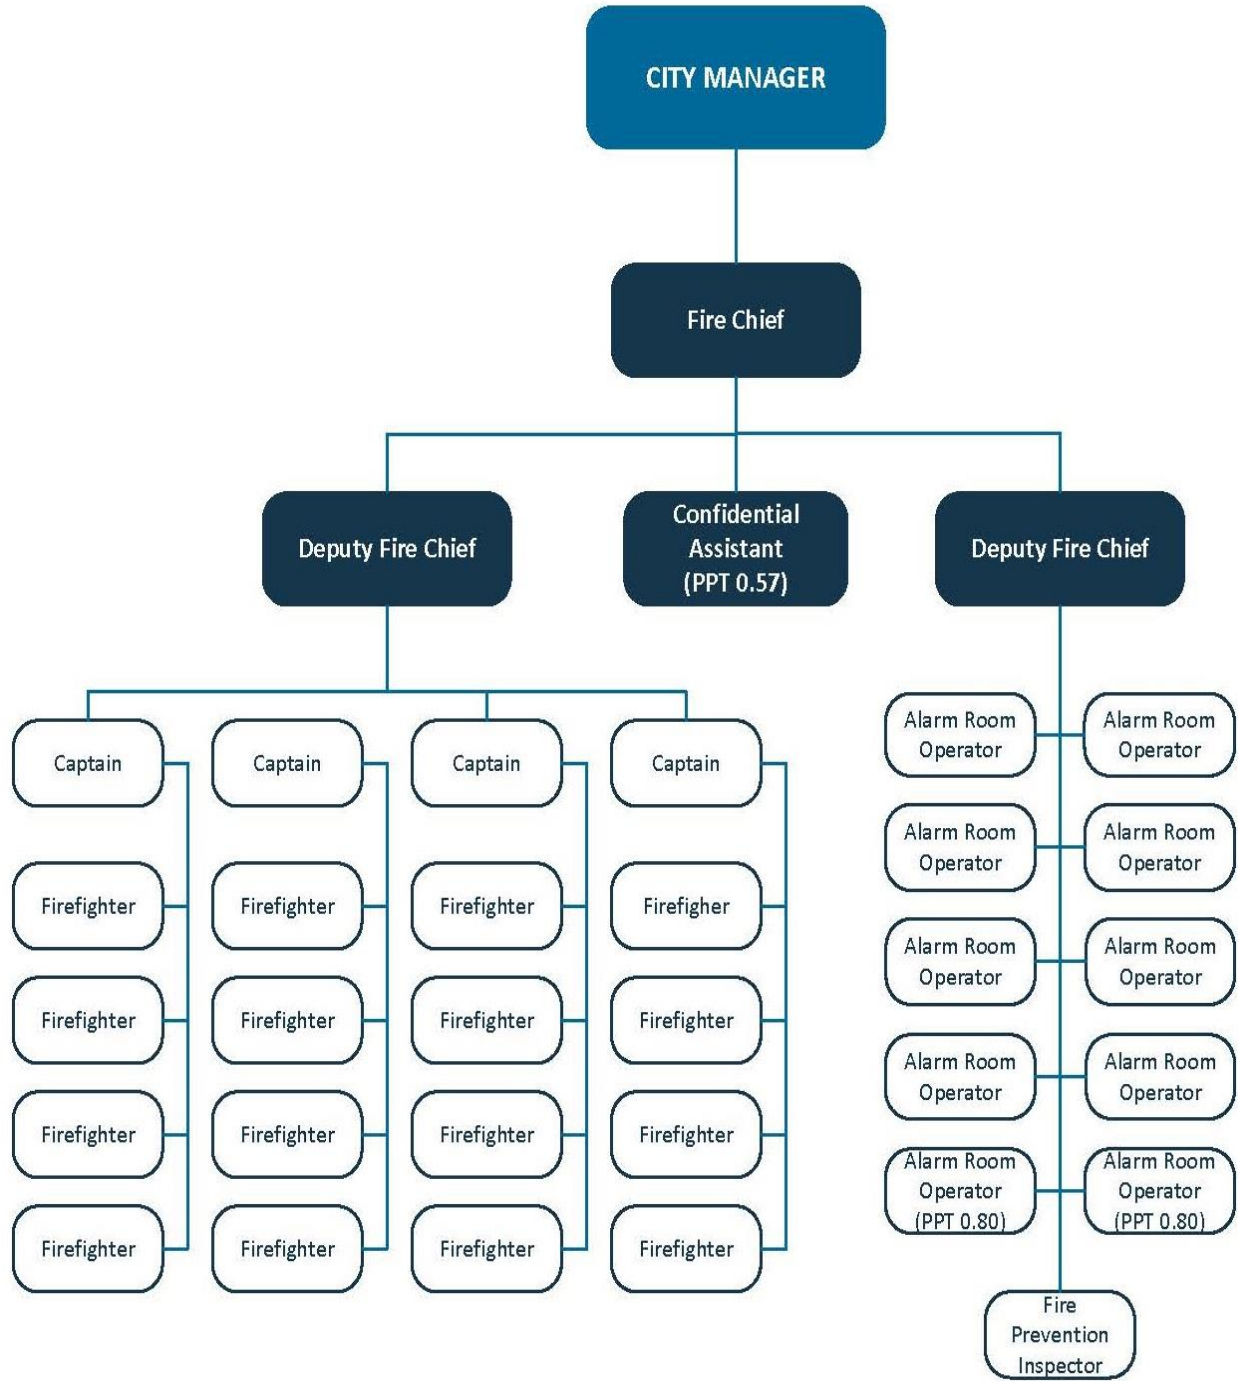 CITY MANAGER
Fire Chief
Deputy Fire Chief
Confidential
Assistant
(PPT 0.57)
Deputy Fire Chief
Captain
Captain
Captain
Captain
Firefighter
Firefighter
Firefighter
Firefigher
Firefighter
Firefighter
Firefighter
Firefighter
Firefighter
Firefighter
Firefighter
Firefighter
Firefighter
Firefighter
Firefighter
Firefighter
Alarm Room
Operator
Alarm Room
Operator
Alarm Room
Operator
Alarm Room
Operator
Alarm Room
Operator
Alarm Room
Operator
Alarm Room
Operator
Alarm Room
Operator
Alarm Room
Operator
(PPT 0.80)
Alarm Room
Operator
(PPT 0.80)
Fire
Prevention
Inspector